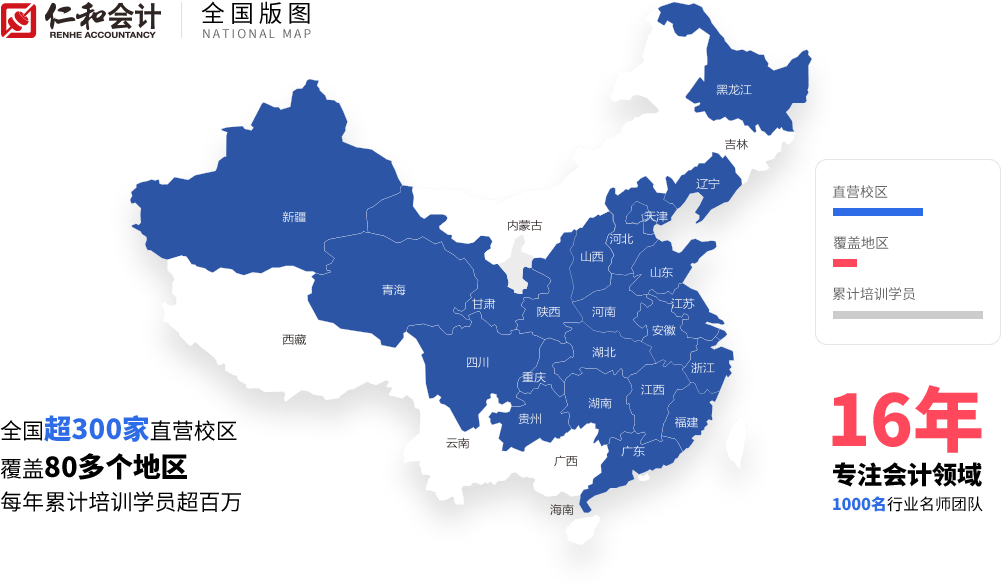 仁和会计
RENHE ACCOUNTANCY
全国版图
NATIONAL MAP
黑龙江
吉林
辽宁
新疆
内蒙古
天津
河北
山西
山东
青海
甘肃
陕西
河南
江苏
安徽
西藏
四川
重庆
湖北
浙江
湖南
江西
贵州
福建
云南
广西
广东
海南
直营校区
覆盖地区
累计培训学员
全国超300家直营校区
覆盖80多个地区
每年累计培训学员超百万
16年
专注会计领域
1000名行业名师团队